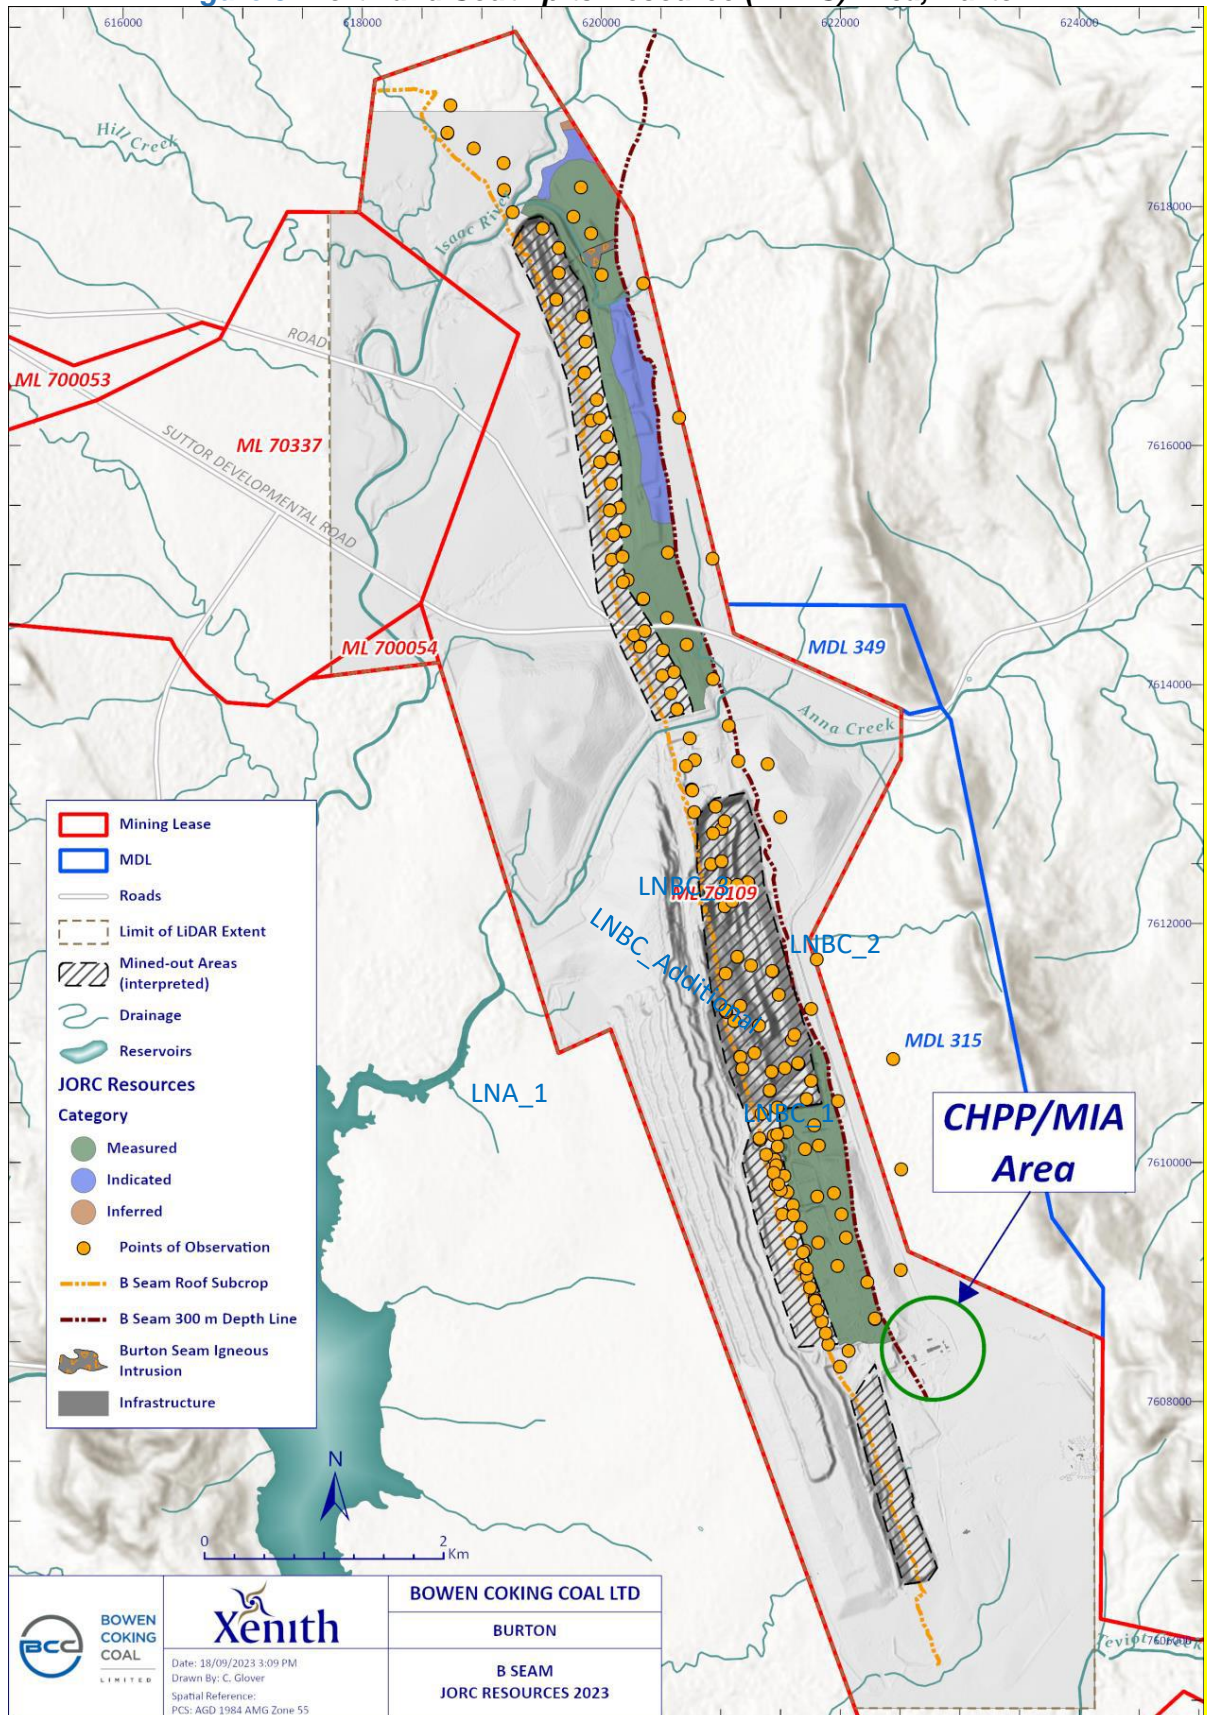 616000
618000
620000
622000
624000
Hill Creek
Isaac River
7618000
ROAD
ML 700053
ML 70337
SUTTOR DEVELOPMENTAL ROAD
7616000
ML 700054
MDL 349
7614000
Anna Creek
Mining Lease
MDL
Roads
Limit of LiDAR Extent
Mined-out Areas
(interpreted)
Drainage
Reservoirs
JORC Resources
Category
Measured
Indicated
Inferred
Points of Observation
B Seam Roof Subcrop
B Seam 300 m Depth Line
Burton Seam Igneous
Intrusion
Infrastructure
LNBC_3
ML 70109
7612000
LNBC_Additional
LNBC_2
MDL 315
LNA_1
LNBC_1
CHPP/MIA
Area
7610000
7608000
N
0
2
Km
Teviot Creek
7606000
BCC
BOWEN
COKING
COAL
LIMITED
Xenith
Date: 18/09/2023 3:09 PM
Drawn By: C. Glover
Spatial Reference:
PCS: AGD 1984 AMG Zone 55
BOWEN COKING COAL LTD
BURTON
B SEAM
JORC RESOURCES 2023